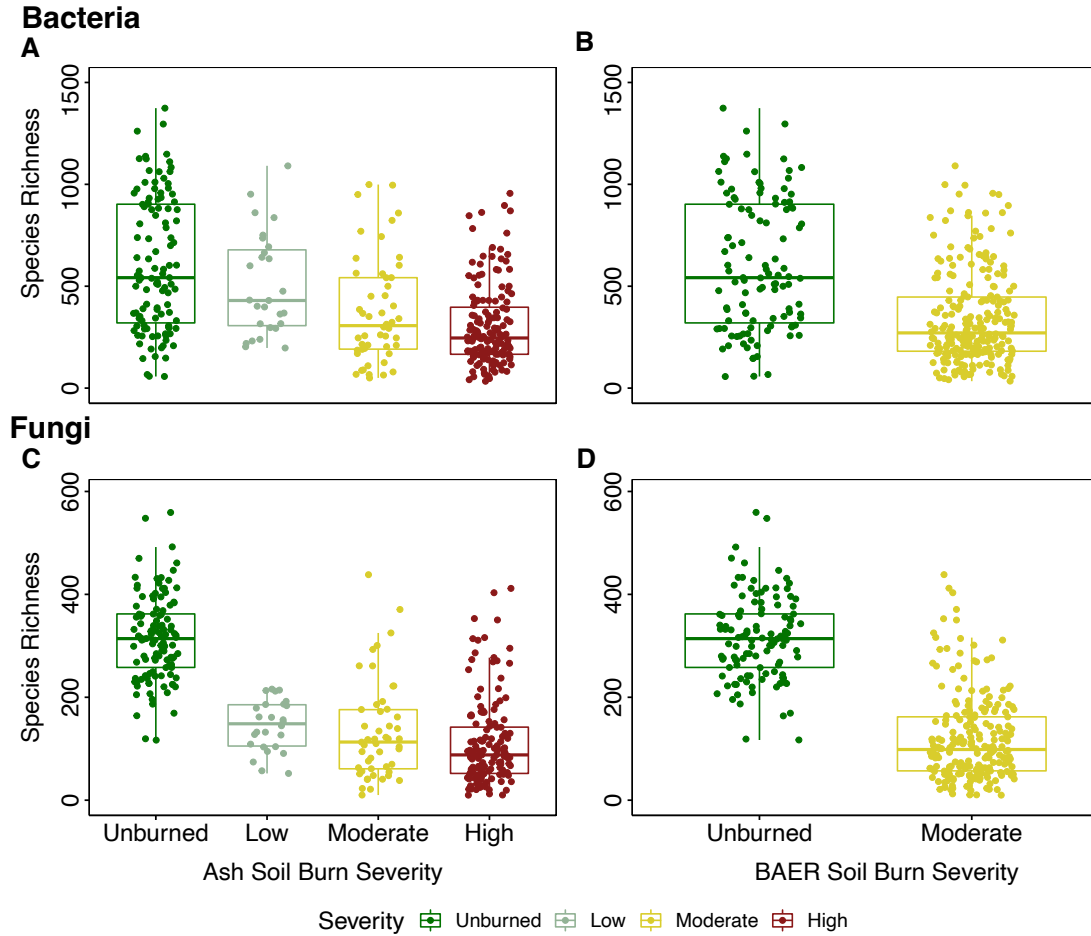 Bacteria
A
B
Species Richness
1500
1000
500
0
1500
1000
500
0
Fungi
C
D
Species Richness
600
400
200
0
600
400
200
0
Unburned Low Moderate High
Unburned Moderate
Ash Soil Burn Severity
BAER Soil Burn Severity
Severity Unburned Low Moderate High